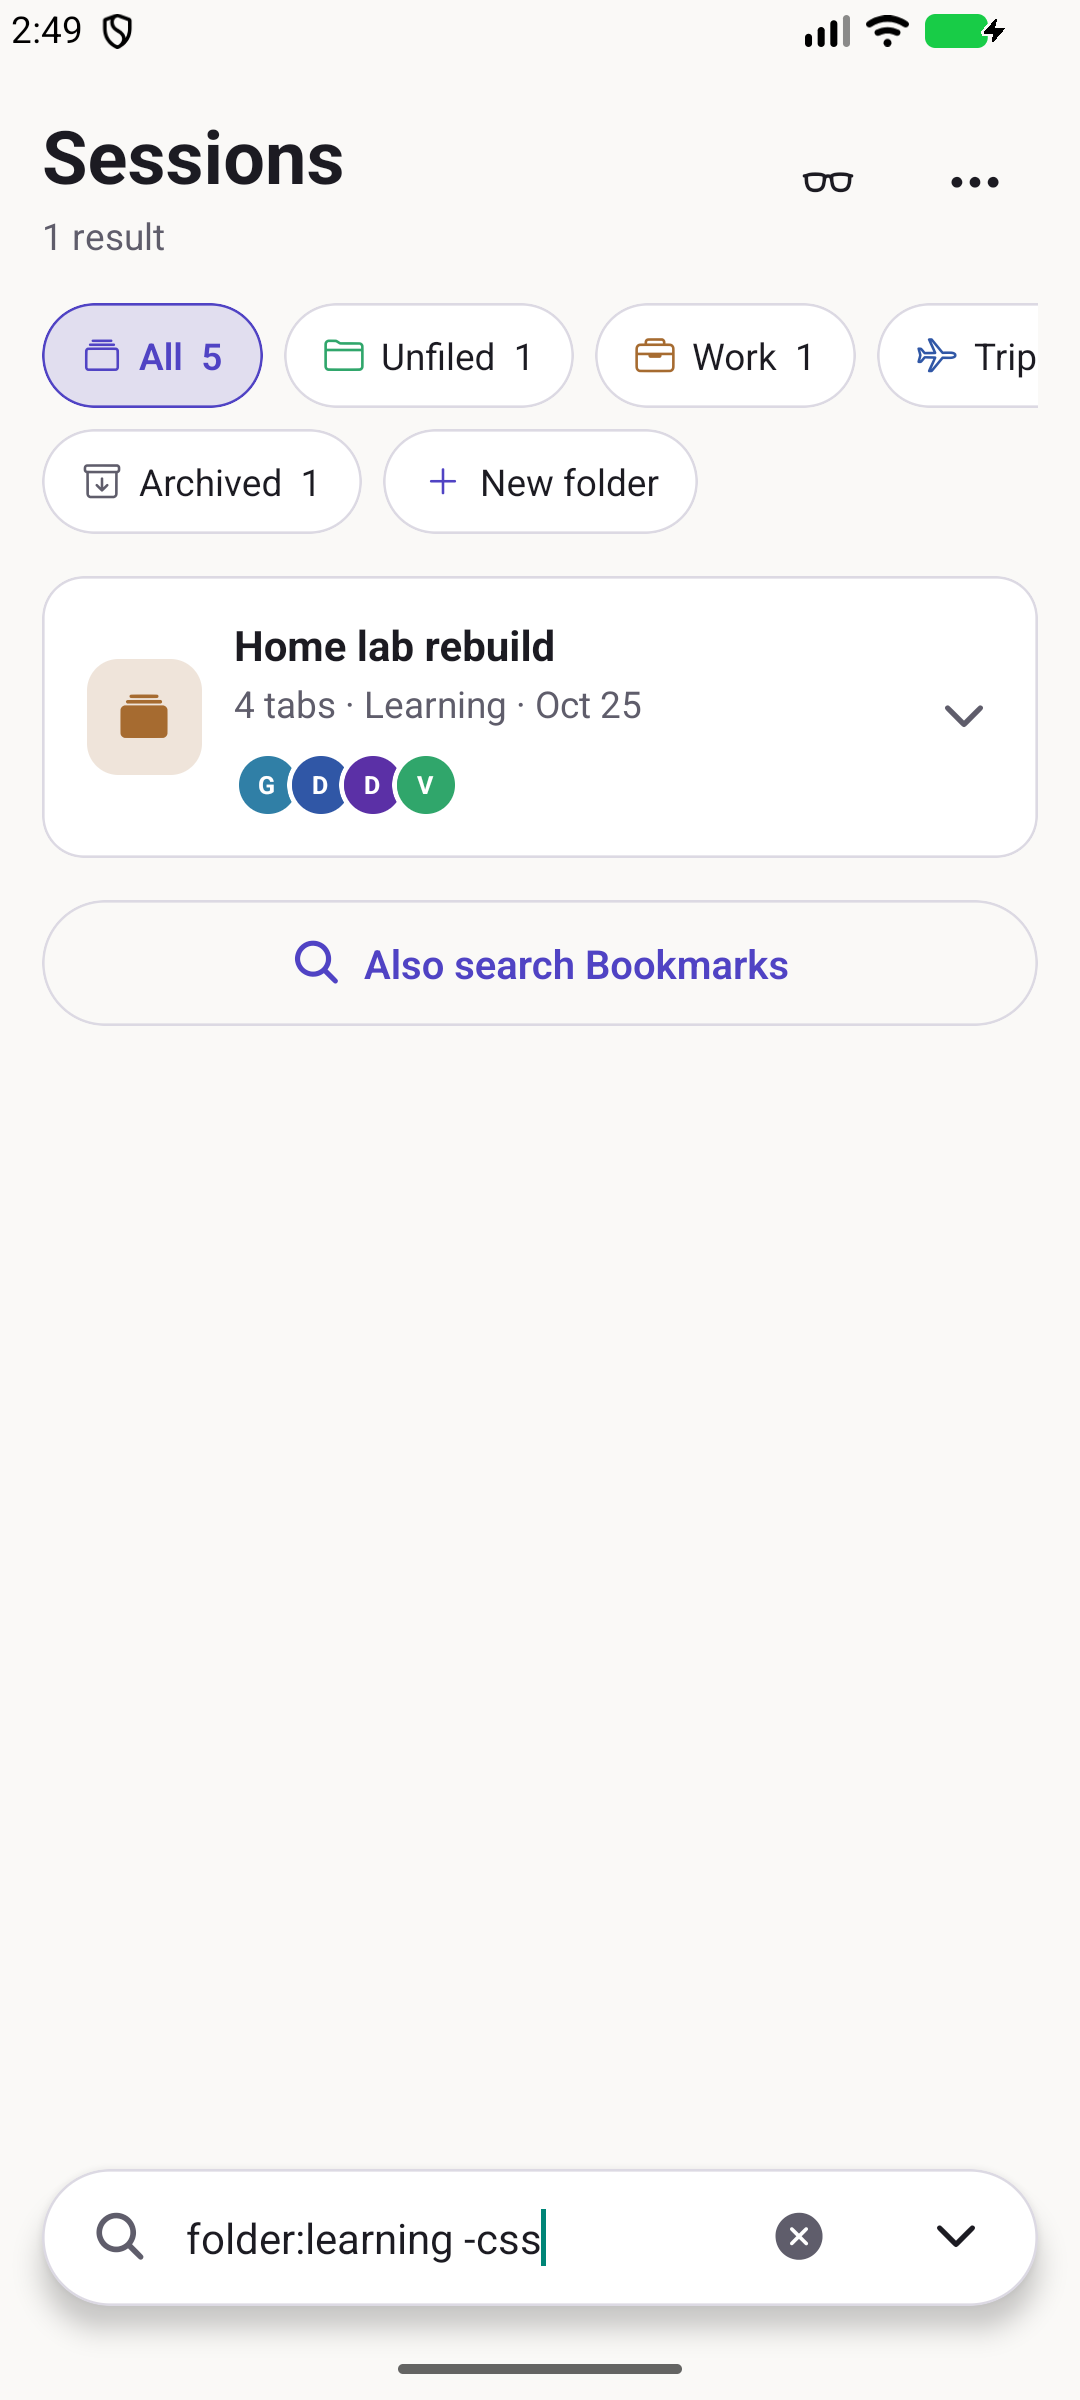 2:49
Sessions
1 result
All 5
Unfiled 1
Work 1
Trip
Archived 1
New folder
Home lab rebuild
4 tabs · Learning · Oct 25
G D D V
Also search Bookmarks
folder:learning -css